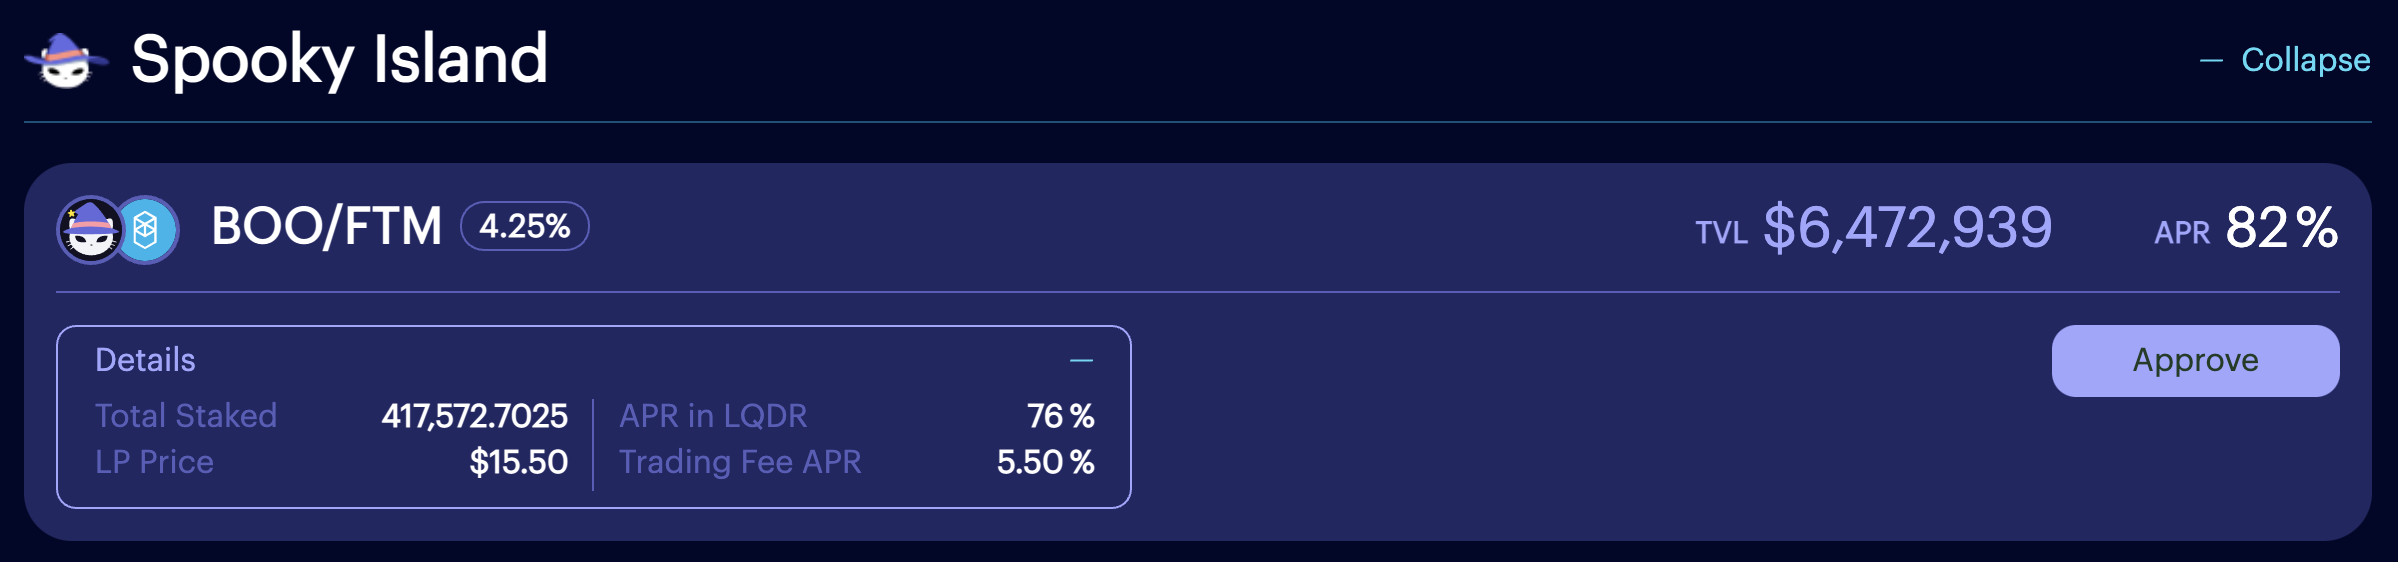 Spooky Island
— Collapse
BOO/FTM 4.25% TVL $6,472,939 APR 82%
Details —
Approve
Total Staked 417,572.7025 APR in LQDR 76%
LP Price $15.50 Trading Fee APR 5.50%